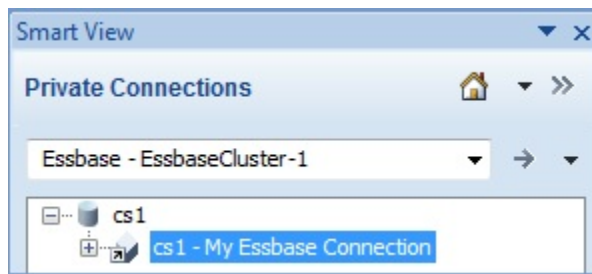 Smart View
Private Connections
Essbase - EssbaseCluster-1
cs1
cs1 - My Essbase Connection